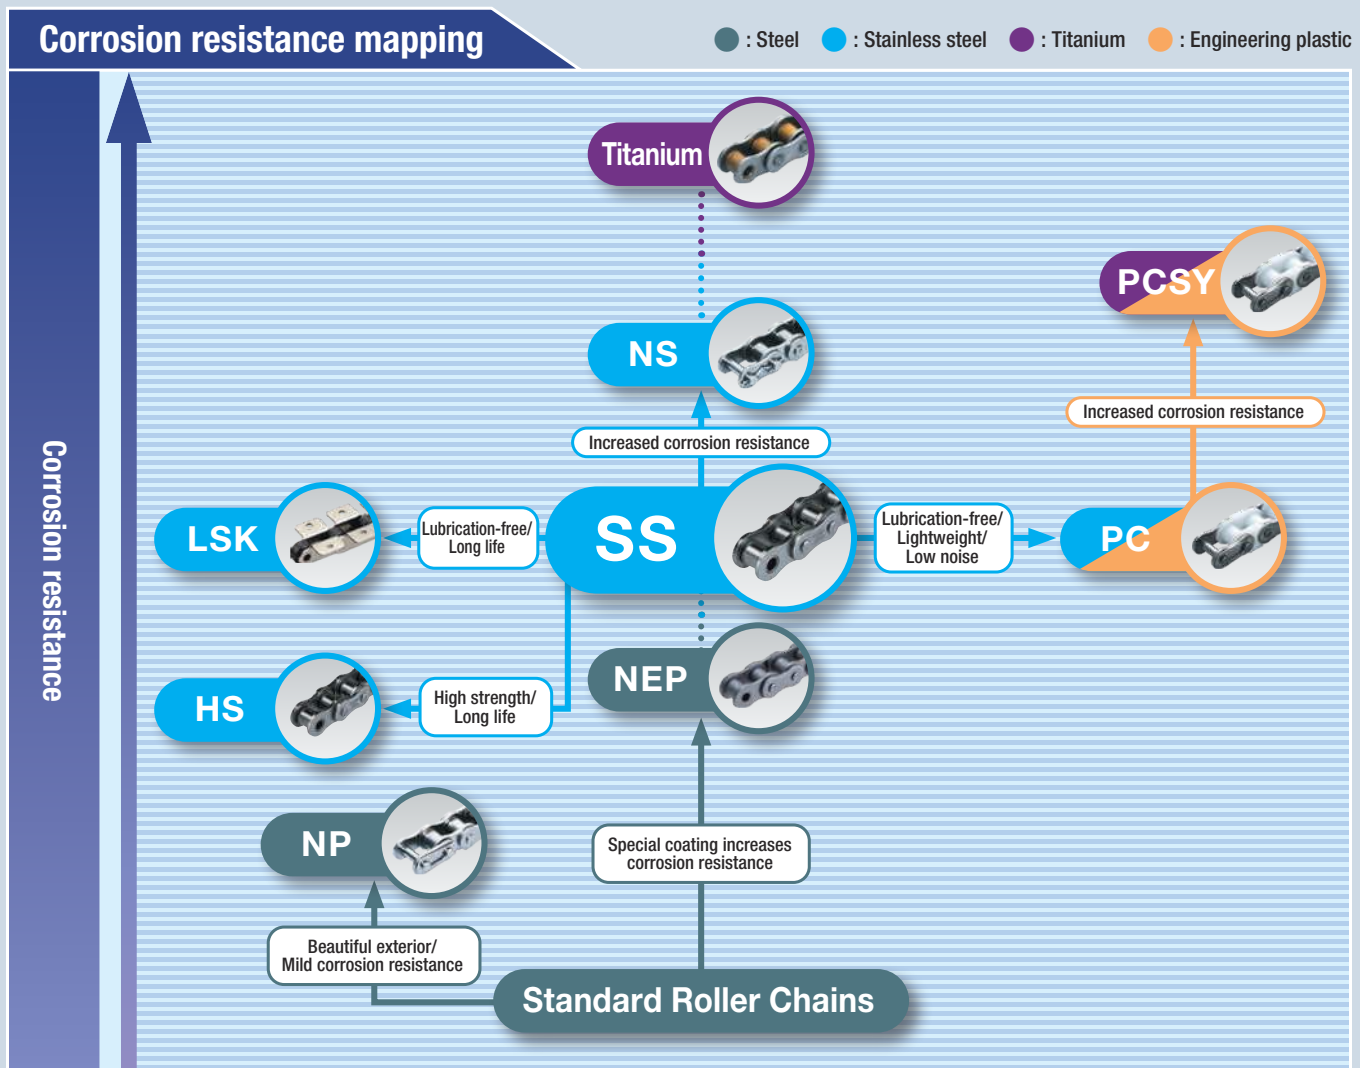 Corrosion resistance mapping
: Steel
: Stainless steel
: Titanium
: Engineering plastic
Titanium
PCSY
NS
Increased corrosion resistance
Increased corrosion resistance
LSK
Lubrication-free/
Long life
SS
Lubrication-free/
Lightweight/
Low noise
PC
Corrosion resistance
HS
High strength/
Long life
NEP
NP
Special coating increases
corrosion resistance
Beautiful exterior/
Mild corrosion resistance
Standard Roller Chains